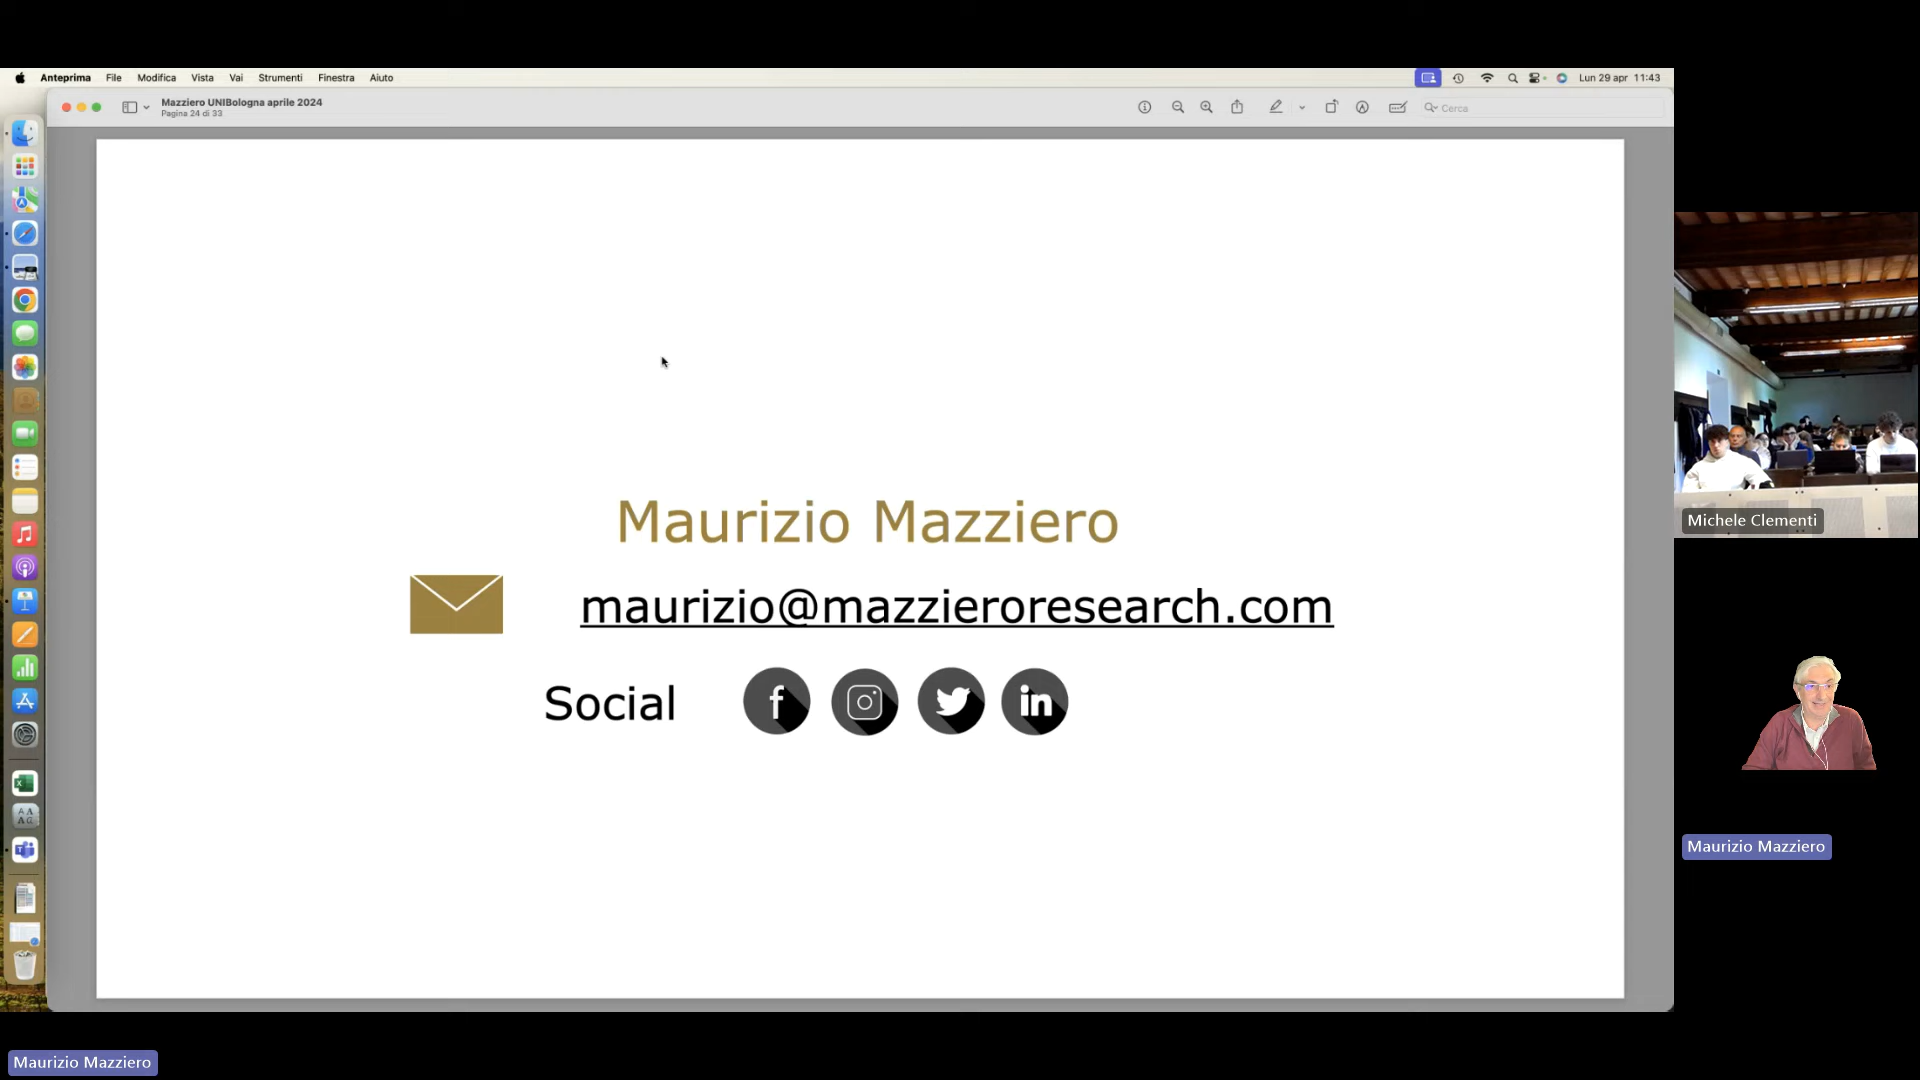 Anteprima File Modifica Vista Vai Strumenti Finestra Aiuto
Lun 29 apr 11:43
Mazziero UNIBologna aprile 2024
Pagina 24 di 33
Cerca
Maurizio Mazziero
maurizio@mazzieroresearch.com
Social
Michele Clementi
Maurizio Mazziero
Maurizio Mazziero